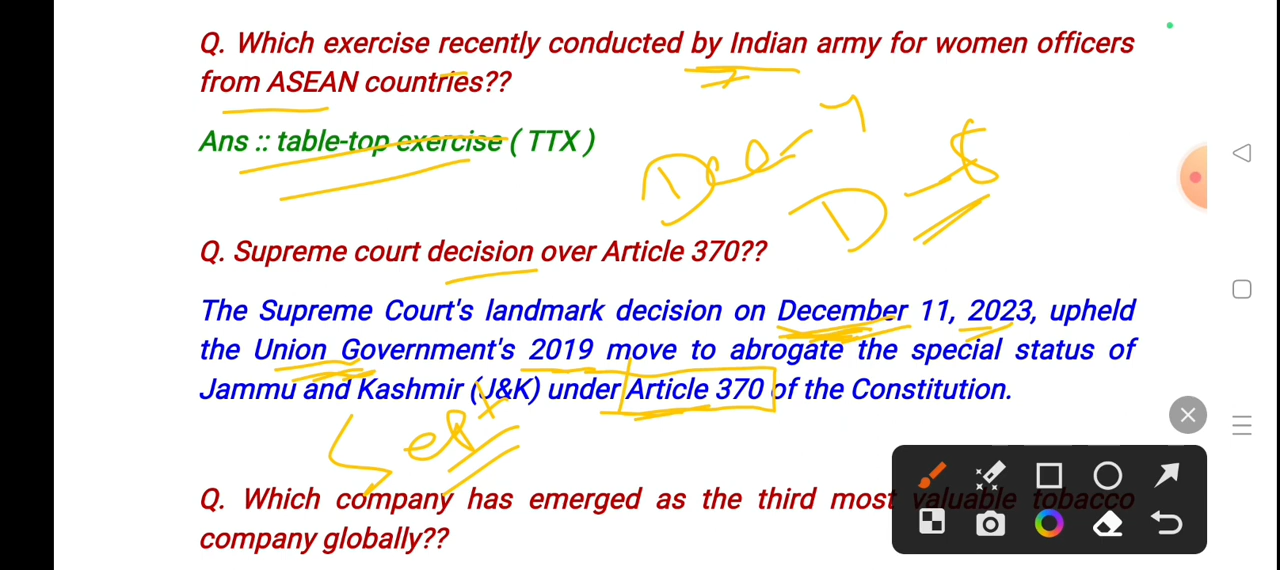 Q. Which exercise recently conducted by Indian army for women officers
from ASEAN countries??
Ans :: table-top exercise ( TTX )
Q. Supreme court decision over Article 370??
The Supreme Court's landmark decision on December 11, 2023, upheld
the Union Government's 2019 move to abrogate the special status of
Jammu and Kashmir (J&K) under Article 370 of the Constitution.
Q. Which company has emerged as the third most valuable tobacco
company globally??